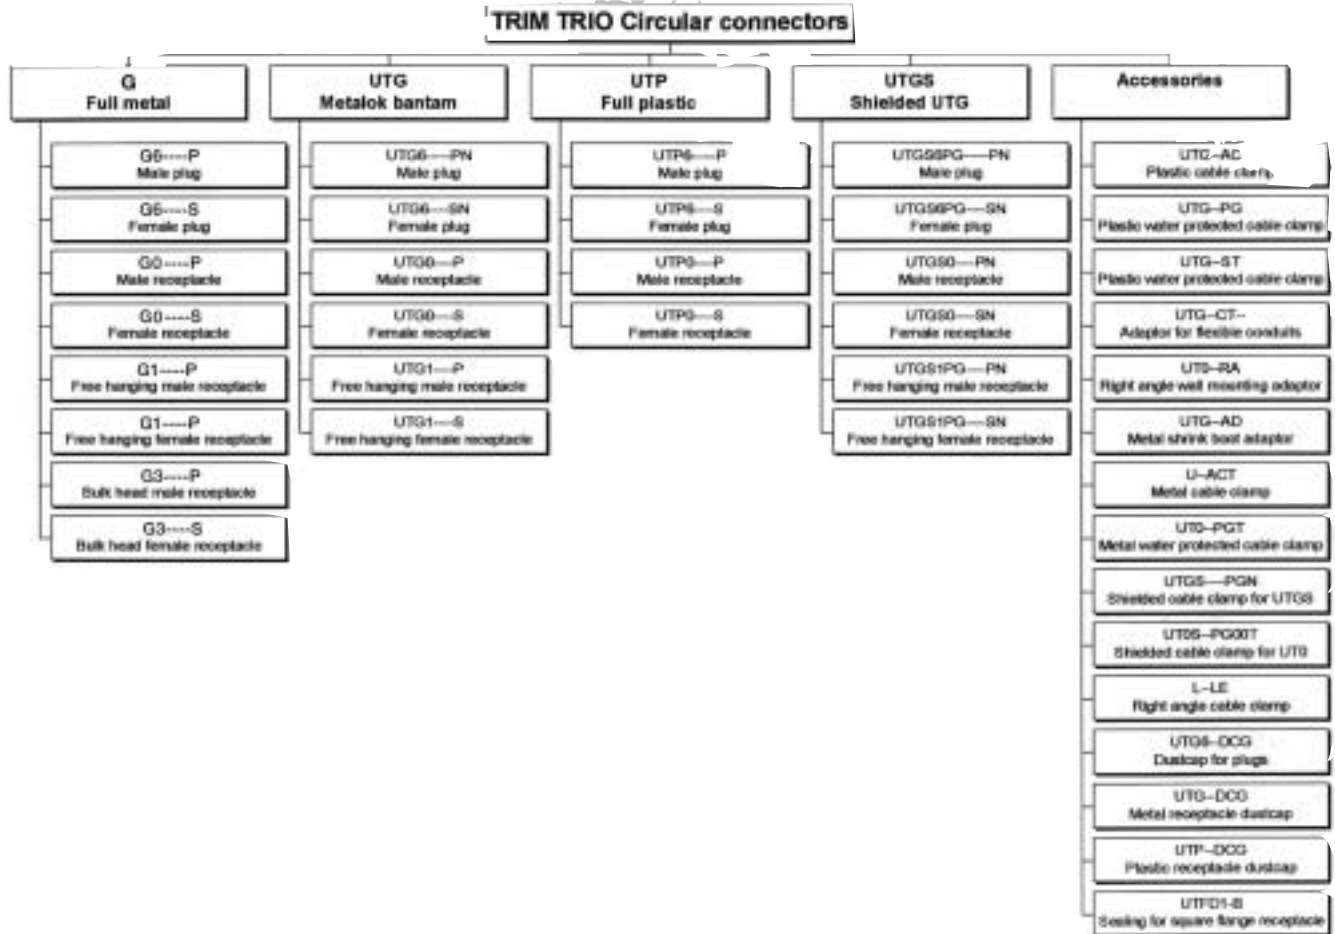 TRIM TRIO Circular connectors
G
Full metal
G6----P
Male plug
G6----S
Female plug
G0----P
Male receptacle
G0----S
Female receptacle
G1----P
Free hanging male receptacle
G1----P
Free hanging female receptacle
G3----P
Bulk head male receptacle
G3----S
Bulk head female receptacle
UTG
Metalok bantam
UTG6----PN
Male plug
UTG6---SN
Female plug
UTG0---P
Male receptacle
UTG0---S
Female receptacle
UTG1---P
Free hanging male receptacle
UTG1---S
Free hanging female receptacle
UTP
Full plastic
UTP6----P
Male plug
UTP6---S
Female plug
UTP0---P
Male receptacle
UTP0---S
Female receptacle
UTGS
Shielded UTG
UTGS6PG----PN
Male plug
UTGS6PG---SN
Female plug
UTGS0---PN
Male receptacle
UTGS0---SN
Female receptacle
UTGS1PG---PN
Free hanging male receptacle
UTGS1PG---SN
Free hanging female receptacle
Accessories
UTG--AC
Plastic cable clamp
UTG--PG
Plastic water protected cable clamp
UTG--ST
Plastic water protected cable clamp
UTG--CT--
Adaptor for flexible conduits
UT0--RA
Right angle wall mounting adaptor
UTG--AD
Metal shrink boot adaptor
U--ACT
Metal cable clamp
UT0--PGT
Metal water protected cable clamp
UTGS---PGN
Shielded cable clamp for UTGS
UT0S--PG00T
Shielded cable clamp for UT0
L--LE
Right angle cable clamp
UTG6--DCG
Dustcap for plugs
UTG--DCG
Metal receptacle dustcap
UTP--DCG
Plastic receptacle dustcap
UTFD1-B
Sealing for square flange receptacle